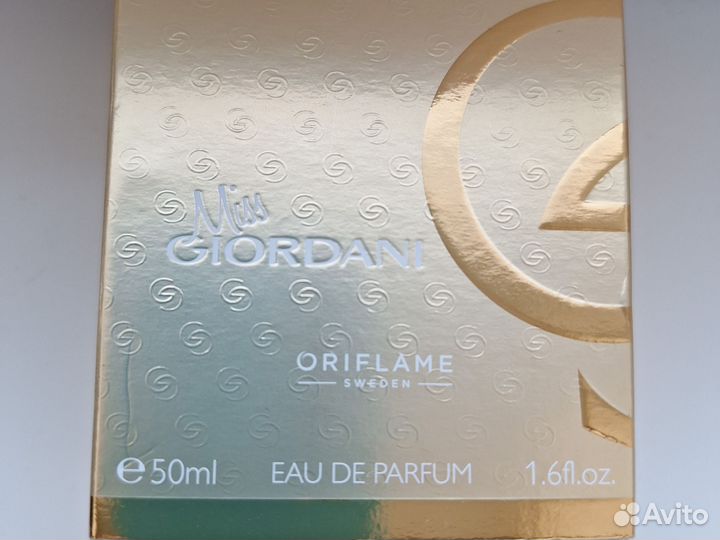 Miss
GIORDANI
ORIFLAME
SWEDEN
℮50ml EAU DE PARFUM 1.6fl.oz.
Avito